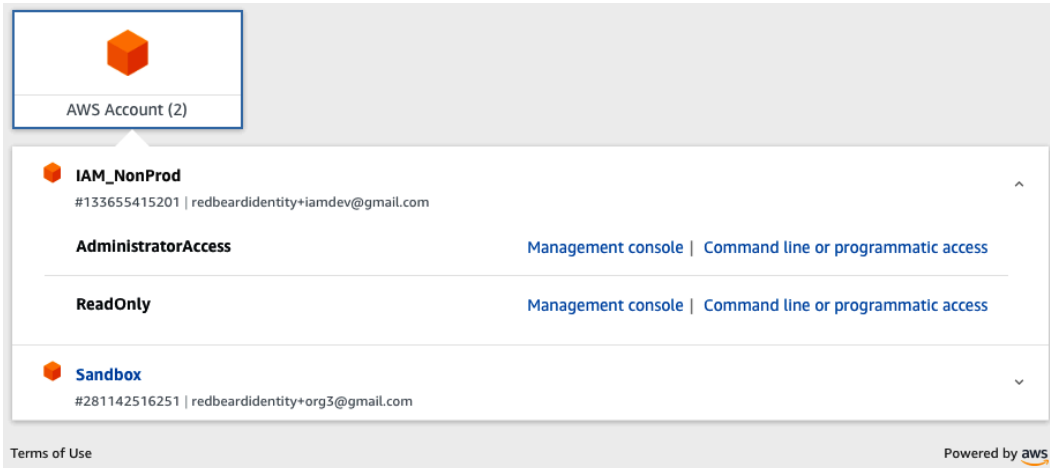 AWS Account (2)
IAM_NonProd
#133655415201 | redbeardidentity+iamdev@gmail.com
AdministratorAccess Management console | Command line or programmatic access
ReadOnly Management console | Command line or programmatic access
Sandbox
#281142516251 | redbeardidentity+org3@gmail.com
Terms of Use Powered by aws